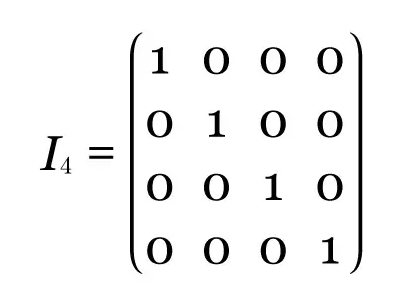 I₄ =
1 0 0 0
0 1 0 0
0 0 1 0
0 0 0 1